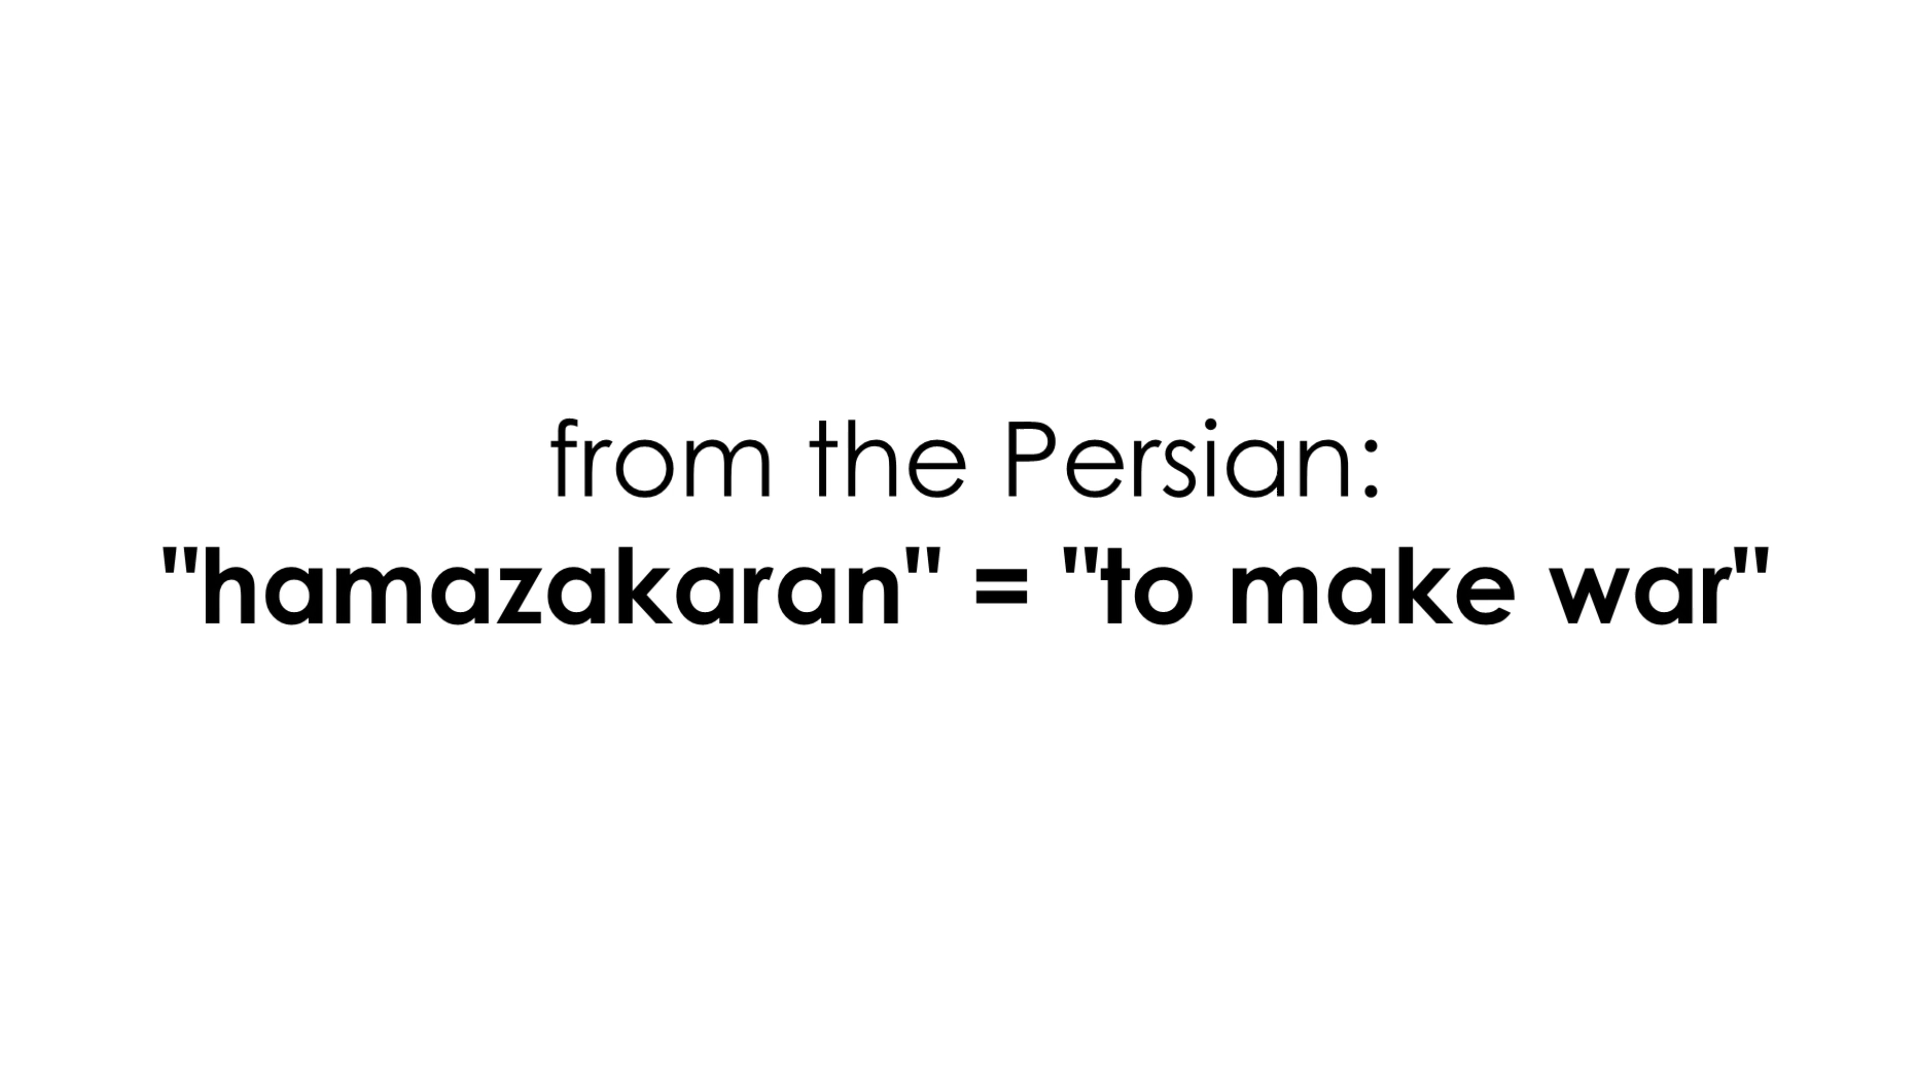 from the Persian:
"hamazakaran" = "to make war"